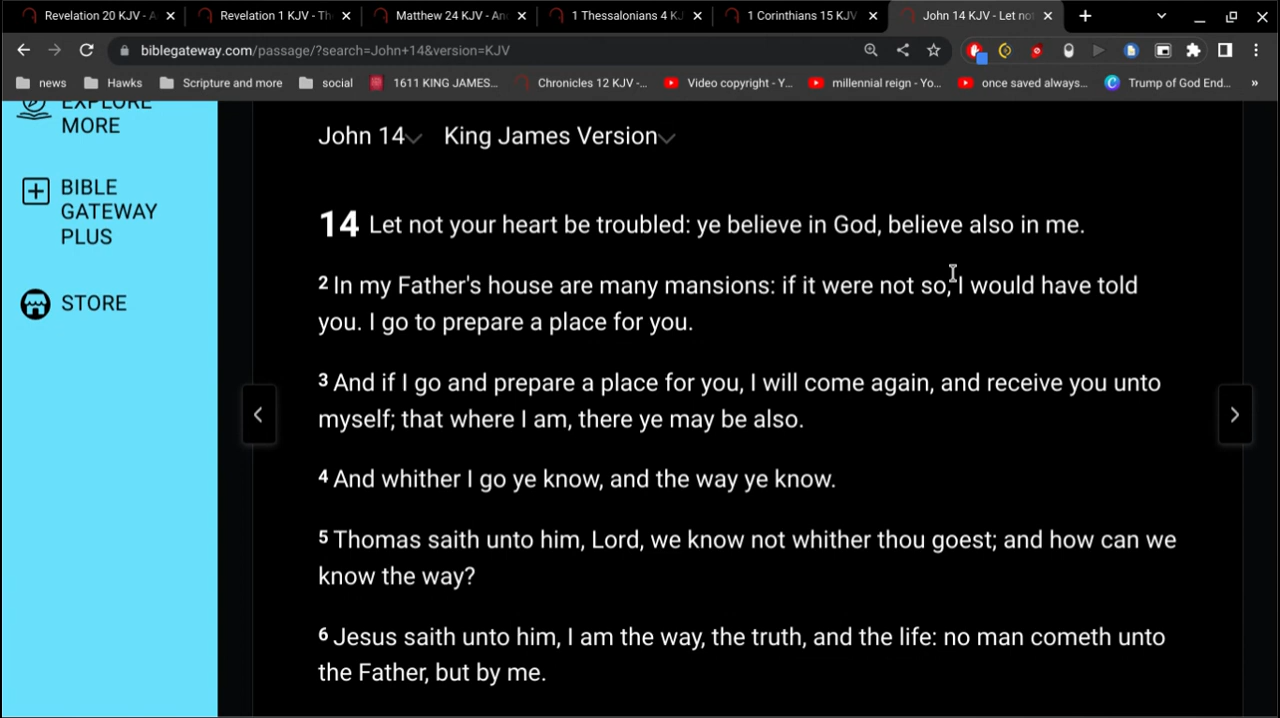 Revelation 20 KJV - A
Revelation 1 KJV - Th
Matthew 24 KJV - An
1 Thessalonians 4 KJ
1 Corinthians 15 KJV
John 14 KJV - Let not
biblegateway.com/passage/?search=John+14&version=KJV
news
Hawks
Scripture and more
social
1611 KING JAMES...
Chronicles 12 KJV -...
Video copyright - Y...
millennial reign - Yo...
once saved always...
Trump of God End...
»
EXPLORE
MORE
BIBLE
GATEWAY
PLUS
STORE
John 14 King James Version
14 Let not your heart be troubled: ye believe in God, believe also in me.
2 In my Father's house are many mansions: if it were not so, I would have told
you. I go to prepare a place for you.
3 And if I go and prepare a place for you, I will come again, and receive you unto
myself; that where I am, there ye may be also.
4 And whither I go ye know, and the way ye know.
5 Thomas saith unto him, Lord, we know not whither thou goest; and how can we
know the way?
6 Jesus saith unto him, I am the way, the truth, and the life: no man cometh unto
the Father, but by me.